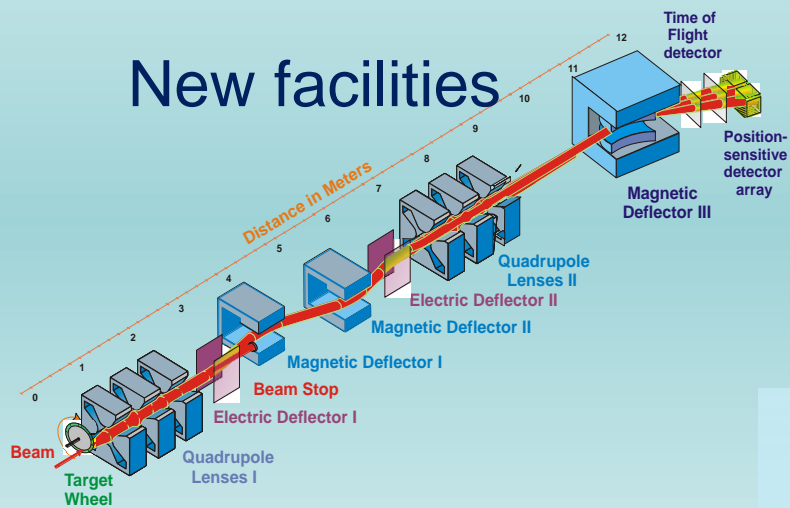 New facilities
Time of
Flight
detector
Position-
sensitive
detector
array
Magnetic
Deflector III
Distance in Meters
0
1
2
3
4
5
6
7
8
9
10
11
12
Quadrupole
Lenses II
Electric Deflector II
Magnetic Deflector II
Magnetic Deflector I
Beam Stop
Electric Deflector I
Quadrupole
Lenses I
Beam
Target
Wheel